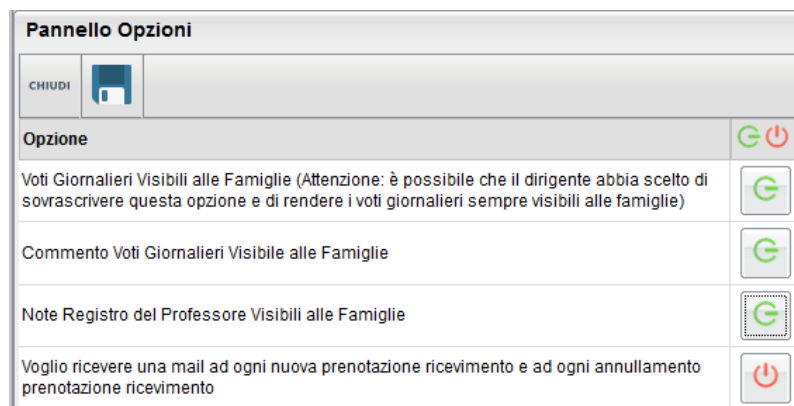 Pannello Opzioni
CHIUDI
Opzione
Voti Giornalieri Visibili alle Famiglie (Attenzione: è possibile che il dirigente abbia scelto di
sovrascrivere questa opzione e di rendere i voti giornalieri sempre visibili alle famiglie)
Commento Voti Giornalieri Visibile alle Famiglie
Note Registro del Professore Visibili alle Famiglie
Voglio ricevere una mail ad ogni nuova prenotazione ricevimento e ad ogni annullamento
prenotazione ricevimento